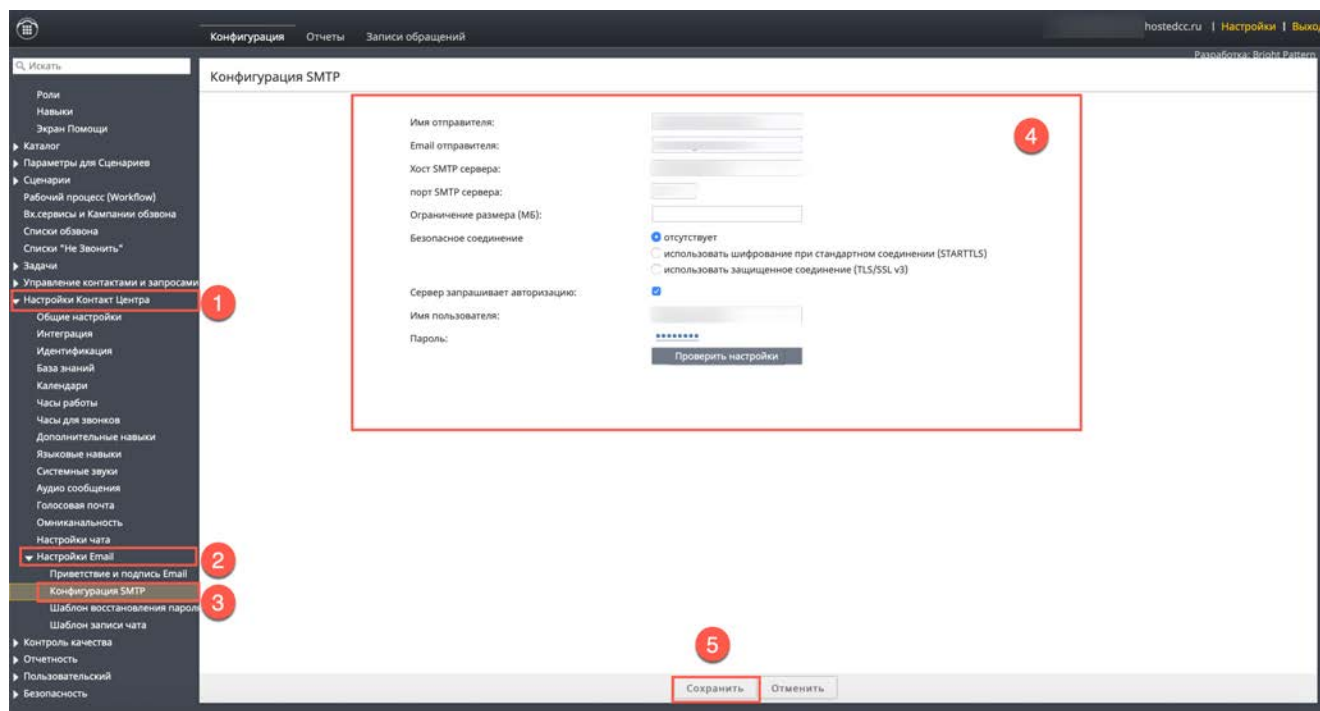 hostedcc.ru | Настройки | Выход
Конфигурация Отчеты Записи обращений
Разработка: Bright Pattern
Искать
Конфигурация SMTP
Роли
Навыки
Экран Помощи
Каталог
Параметры для Сценариев
Сценарии
Рабочий процесс (Workflow)
Вх.сервисы и Кампании обзвона
Списки обзвона
Списки "Не Звонить"
Задачи
Управление контактами и запросами
Настройки Контакт Центра
1
Общие настройки
Интеграция
Идентификация
База знаний
Календари
Часы работы
Часы для звонков
Дополнительные навыки
Языковые навыки
Системные звуки
Аудио сообщения
Голосовая почта
Омниканальность
Настройки чата
Настройки Email
2
Приветствие и подпись Email
Конфигурация SMTP
3
Шаблон восстановления парол
Шаблон записи чата
Контроль качества
Отчетность
Пользовательский
Безопасность
Имя отправителя:
4
Email отправителя:
Хост SMTP сервера:
порт SMTP сервера:
Ограничение размера (МБ):
Безопасное соединение
отсутствует
использовать шифрование при стандартном соединении (STARTTLS)
использовать защищенное соединение (TLS/SSL v3)
Сервер запрашивает авторизацию:
Имя пользователя:
Пароль: ********
Проверить настройки
5
Сохранить Отменить